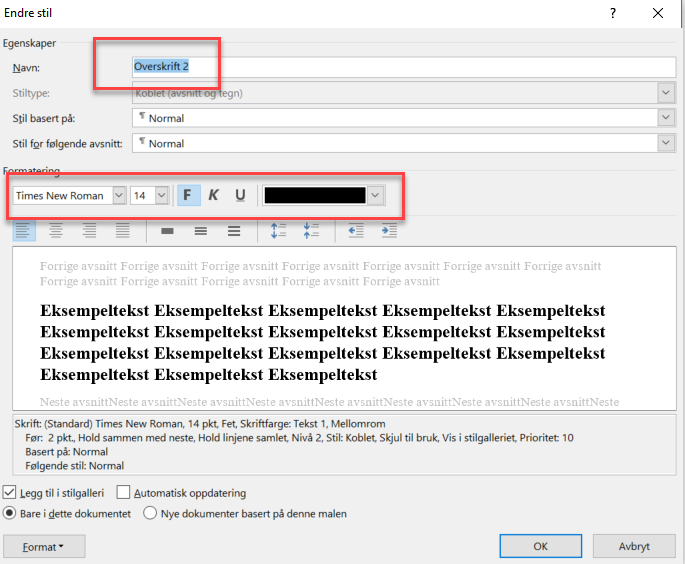 Endre stil ?
Egenskaper
Navn: Overskrift 2
Stiltype: Koblet (avsnitt og tegn)
Stil basert på: ¶ Normal
Stil for følgende avsnitt: ¶ Normal
Formatering
Times New Roman 14 F K U
Forrige avsnitt Forrige avsnitt Forrige avsnitt Forrige avsnitt Forrige avsnitt Forrige avsnitt Forrige avsnitt
Forrige avsnitt Forrige avsnitt Forrige avsnitt Forrige avsnitt Forrige avsnitt
Eksempeltekst Eksempeltekst Eksempeltekst Eksempeltekst Eksempeltekst
Eksempeltekst Eksempeltekst Eksempeltekst Eksempeltekst Eksempeltekst
Eksempeltekst Eksempeltekst Eksempeltekst Eksempeltekst Eksempeltekst
Eksempeltekst Eksempeltekst Eksempeltekst
Neste avsnittNeste avsnittNeste avsnittNeste avsnittNeste avsnittNeste avsnittNeste avsnittNeste
Skrift: (Standard) Times New Roman, 14 pkt, Fet, Skriftfarge: Tekst 1, Mellomrom
Før: 2 pkt., Hold sammen med neste, Hold linjene samlet, Nivå 2, Stil: Koblet, Skjul til bruk, Vis i stilgalleriet, Prioritet: 10
Basert på: Normal
Følgende stil: Normal
Legg til i stilgalleri Automatisk oppdatering
Bare i dette dokumentet Nye dokumenter basert på denne malen
Format OK Avbryt